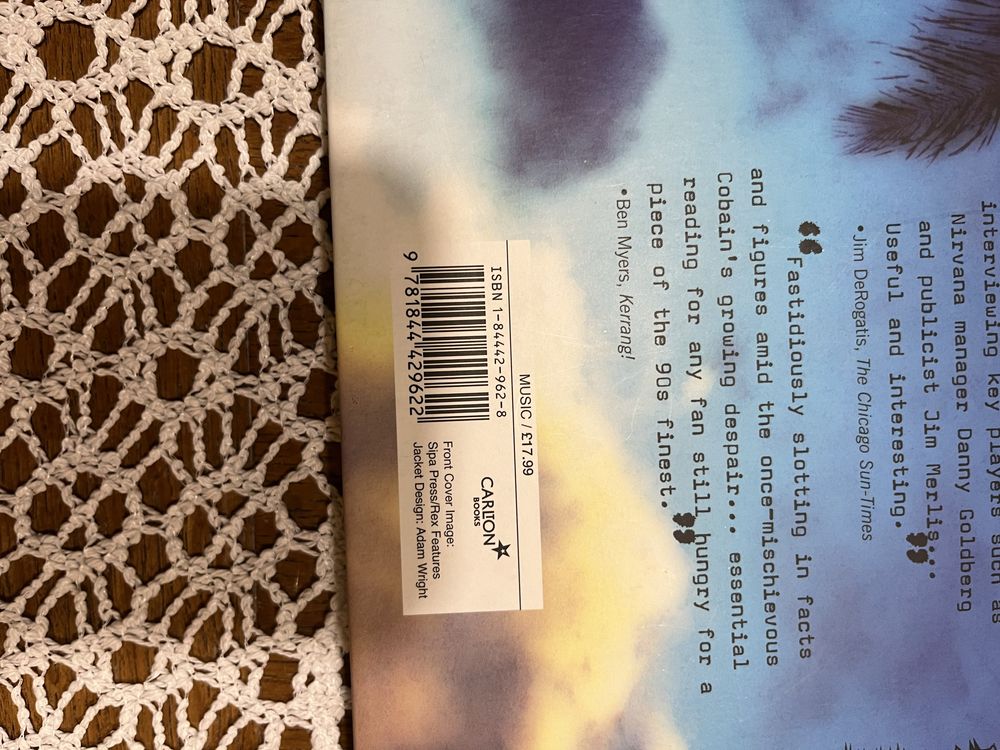 interviewing key players such as
Nirvana manager Danny Goldberg
and publicist Jim Merlis...
Useful and interesting.”
•Jim DeRogatis, The Chicago Sun-Times
“Fastidiously slotting in facts
and figures amid the once-mischievous
Cobain's growing despair... essential
reading for any fan still hungry for a
piece of the 90s finest.”
•Ben Myers, Kerrang!
MUSIC / £17.99
ISBN 1-84442-962-8
9 781844 429622
CARLTON
BOOKS
Front Cover Image:
Sipa Press/Rex Features
Jacket Design: Adam Wright